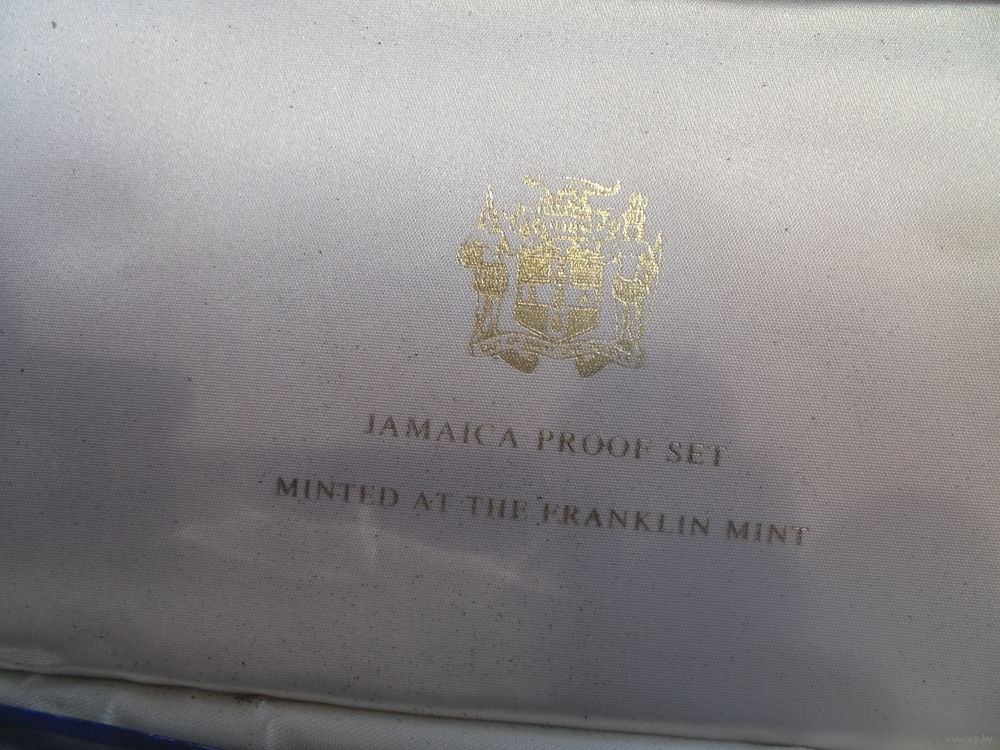 JAMAICA PROOF SET
MINTED AT THE FRANKLIN MINT